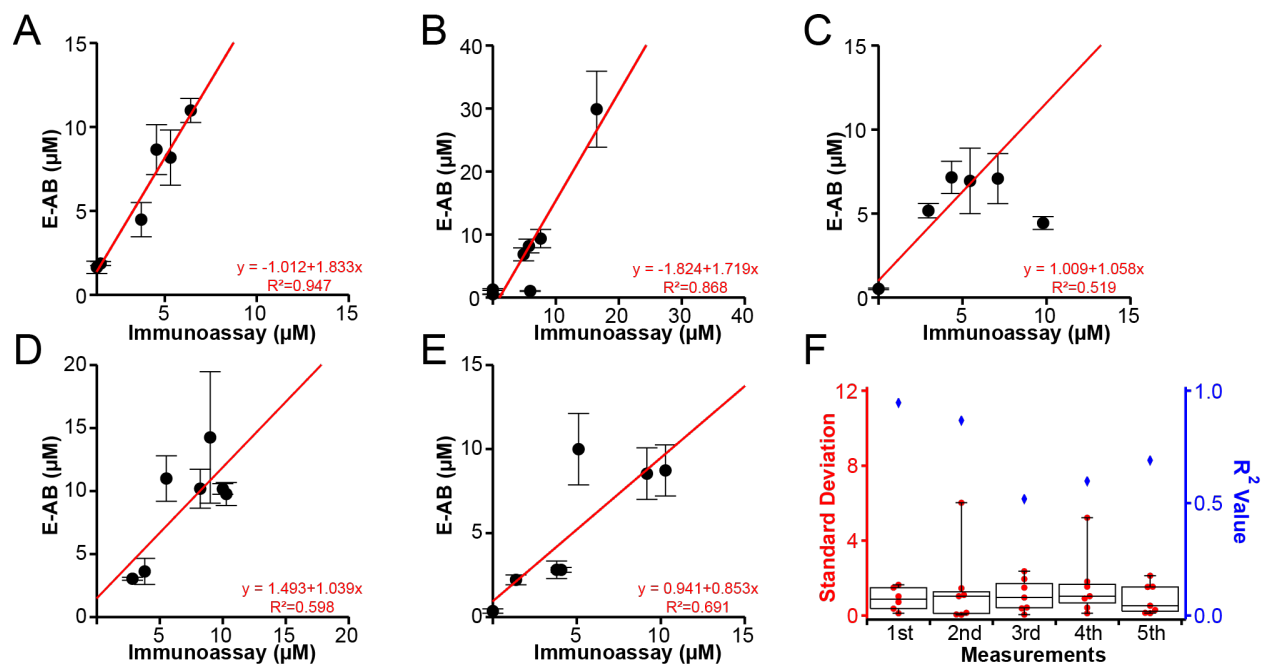 A
15
10
5
0
E-AB (µM)
5
15
Immunoassay (µM)
y = -1.012+1.833x
R²=0.947
B
40
30
20
10
0
E-AB (µM)
10
20
30
40
Immunoassay (µM)
y = -1.824+1.719x
R²=0.868
C
15
10
5
0
E-AB (µM)
5
10
15
Immunoassay (µM)
y = 1.009+1.058x
R²=0.519
D
20
15
10
5
0
E-AB (µM)
10
20
Immunoassay (µM)
y = 1.493+1.039x
R²=0.598
E
15
10
5
0
E-AB (µM)
5
10
15
Immunoassay (µM)
y = 0.941+0.853x
R²=0.691
F
12
8
4
0
Standard Deviation
1.0
0.5
0.0
R² Value
1st
2nd
3rd
4th
5th
Measurements